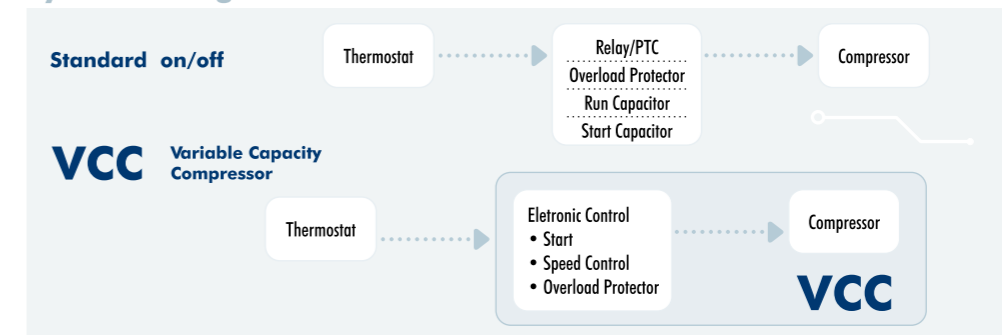 Standard on/off
Thermostat
Relay/PTC
Overload Protector
Run Capacitor
Start Capacitor
Compressor
VCC
Variable Capacity
Compressor
Thermostat
Eletronic Control
• Start
• Speed Control
• Overload Protector
Compressor
VCC